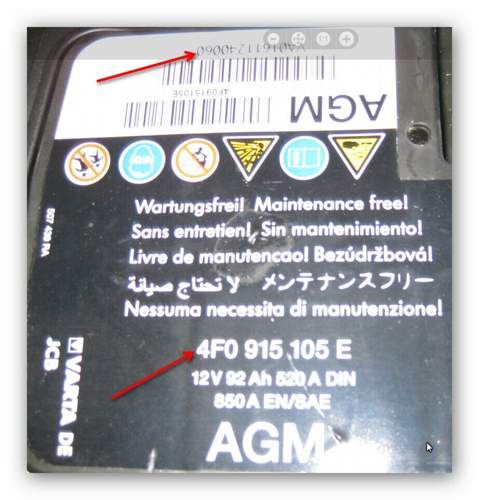 VA016111240060
4F0915105E
AGM
Wartungsfrei! Maintenance free!
Sans entretien! Sin mantenimiento!
Livre de manutencao! Bezúdržbová!
لا تحتاج صيانة メンテナンスフリー
Nessuma necessita di manutenzione!
4F0 915 105 E
12V 92 Ah 520 A DIN
850 A EN/SAE
AGM
VARTA DE
JCB